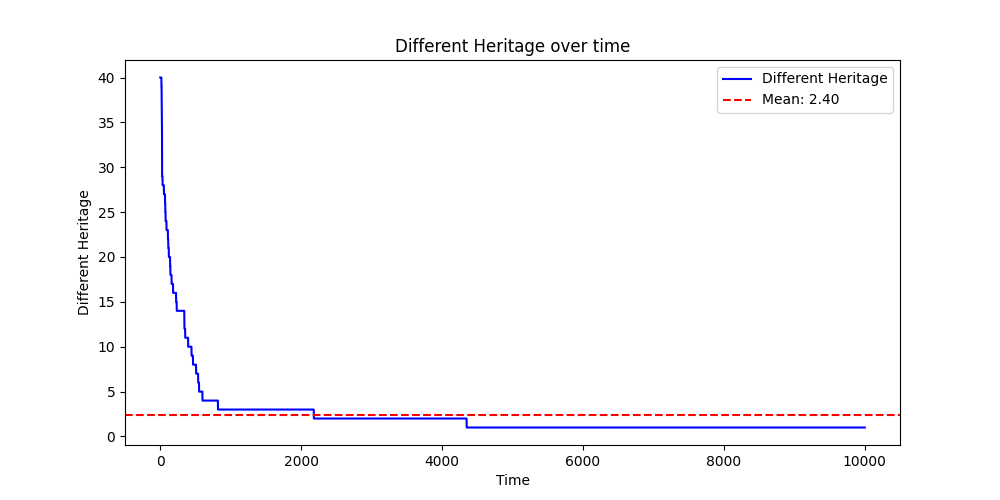 Different Heritage over time
Different Heritage
Mean: 2.40
40
35
30
25
20
15
10
5
0
Different Heritage
0 2000 4000 6000 8000 10000
Time